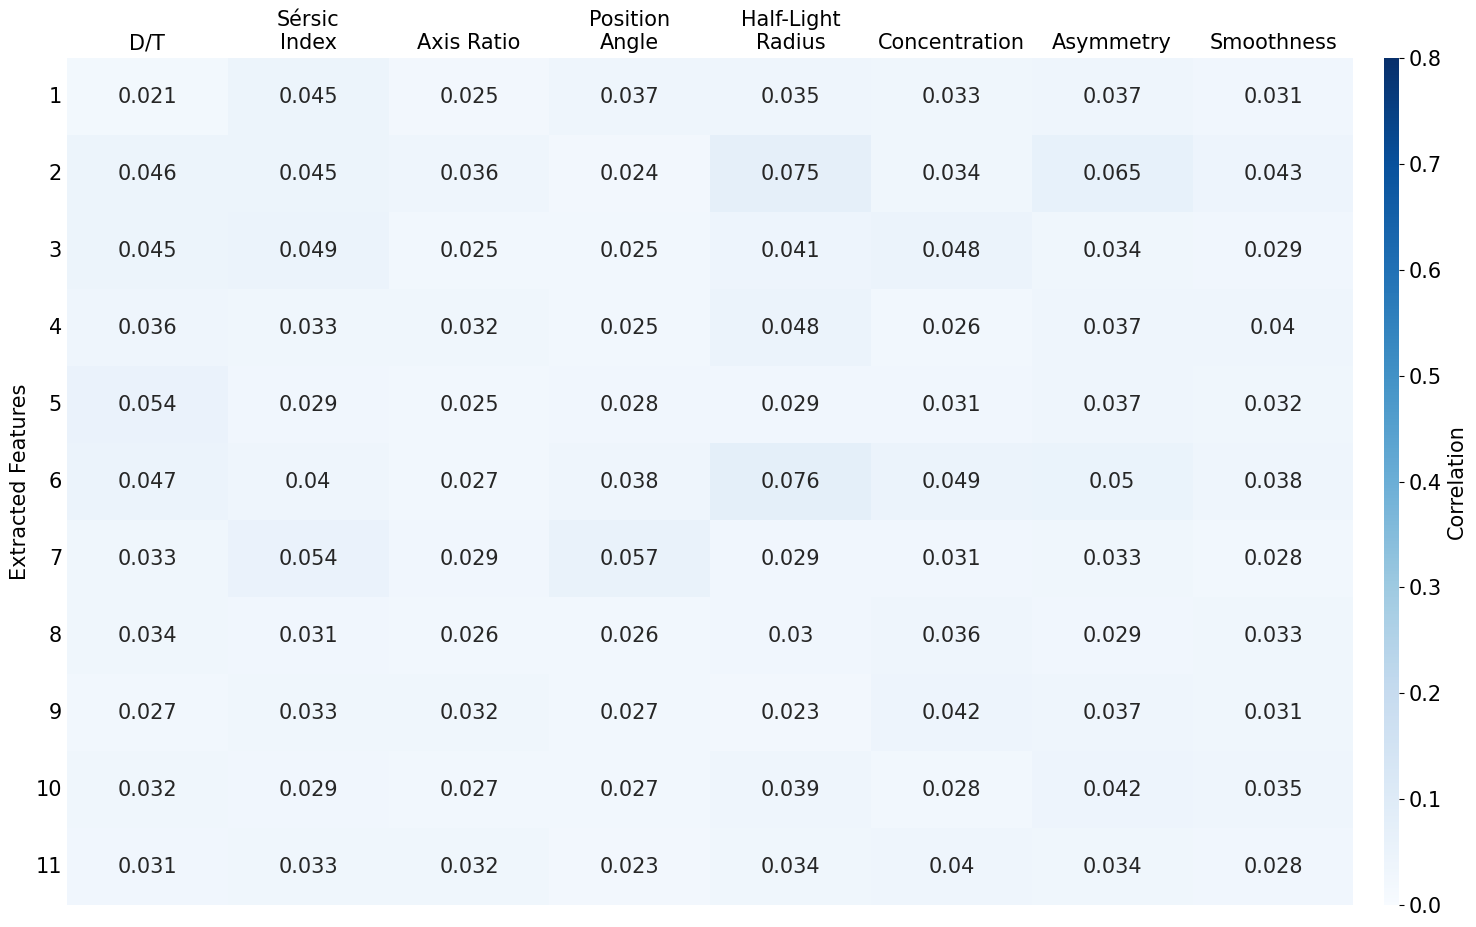 Sérsic Position Half-Light
D/T Index Axis Ratio Angle Radius Concentration Asymmetry Smoothness
1 0.021 0.045 0.025 0.037 0.035 0.033 0.037 0.031
2 0.046 0.045 0.036 0.024 0.075 0.034 0.065 0.043
3 0.045 0.049 0.025 0.025 0.041 0.048 0.034 0.029
4 0.036 0.033 0.032 0.025 0.048 0.026 0.037 0.04
5 0.054 0.029 0.025 0.028 0.029 0.031 0.037 0.032
6 0.047 0.04 0.027 0.038 0.076 0.049 0.05 0.038
7 0.033 0.054 0.029 0.057 0.029 0.031 0.033 0.028
8 0.034 0.031 0.026 0.026 0.03 0.036 0.029 0.033
9 0.027 0.033 0.032 0.027 0.023 0.042 0.037 0.031
10 0.032 0.029 0.027 0.027 0.039 0.028 0.042 0.035
11 0.031 0.033 0.032 0.023 0.034 0.04 0.034 0.028
Extracted Features
0.8
0.7
0.6
0.5
0.4
0.3
0.2
0.1
0.0
Correlation